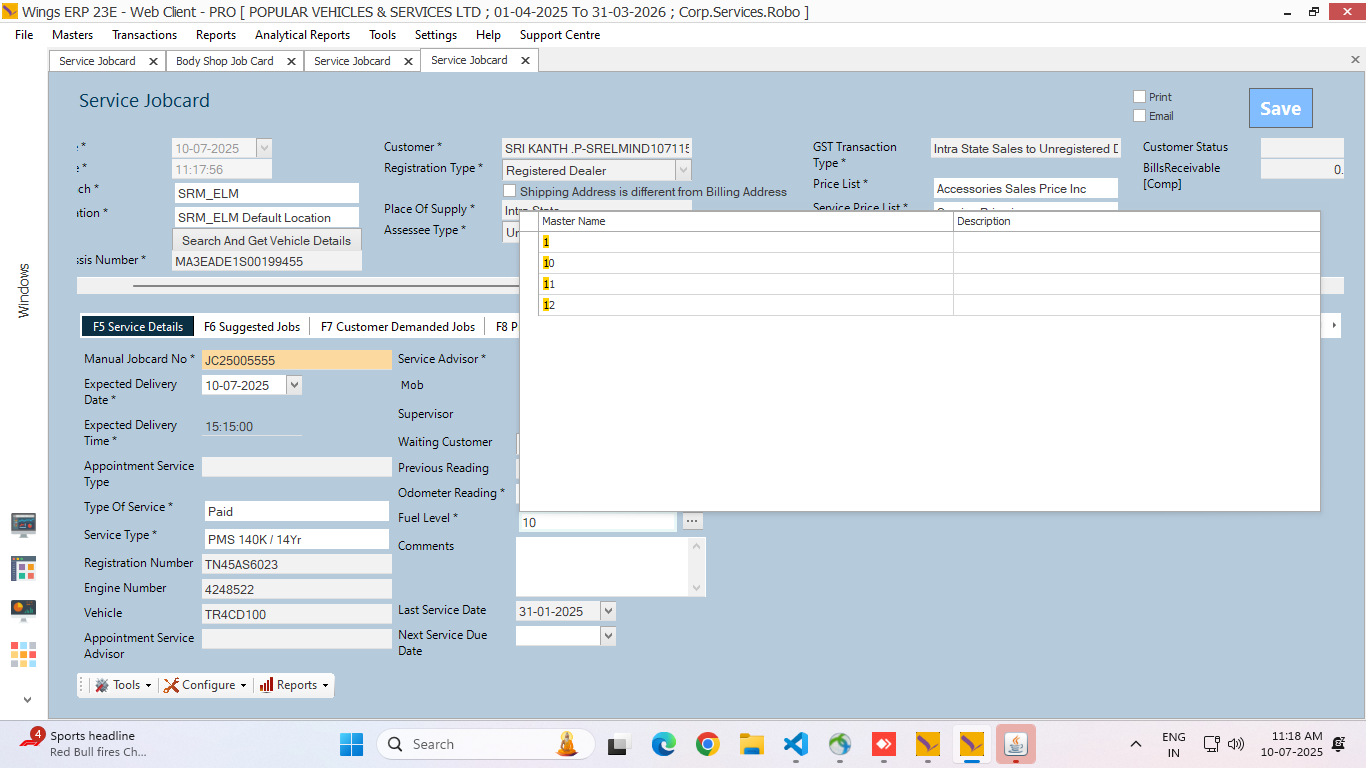 Wings ERP 23E - Web Client - PRO [ POPULAR VEHICLES & SERVICES LTD ; 01-04-2025 To 31-03-2026 ; Corp.Services.Robo ]
File Masters Transactions Reports Analytical Reports Tools Settings Help Support Centre
Service Jobcard Body Shop Job Card Service Jobcard Service Jobcard
Service Jobcard
Print
Email
Save
10-07-2025
11:17:56
SRM_ELM
SRM_ELM Default Location
Search And Get Vehicle Details
MA3EADE1S00199455
Customer * SRI KANTH .P-SRELMIND107115
Registration Type * Registered Dealer
Shipping Address is different from Billing Address
Place Of Supply * Intra State
Assessee Type *
GST Transaction
Type *
Intra State Sales to Unregistered D
Price List * Accessories Sales Price Inc
Service Price List *
Customer Status
BillsReceivable
[Comp]
0.
Master Name Description
1
10
11
12
Windows
F5 Service Details F6 Suggested Jobs F7 Customer Demanded Jobs F8 P
Manual Jobcard No * JC25005555
Expected Delivery
Date *
10-07-2025
Expected Delivery
Time *
15:15:00
Appointment Service
Type
Type Of Service * Paid
Service Type * PMS 140K / 14Yr
Registration Number TN45AS6023
Engine Number 4248522
Vehicle TR4CD100
Appointment Service
Advisor
Service Advisor *
Mob
Supervisor
Waiting Customer
Previous Reading
Odometer Reading *
Fuel Level * 10
Comments
Last Service Date 31-01-2025
Next Service Due
Date
Tools Configure Reports
4
Sports headline
Red Bull fires Ch...
Search
ENG
IN
11:18 AM
10-07-2025